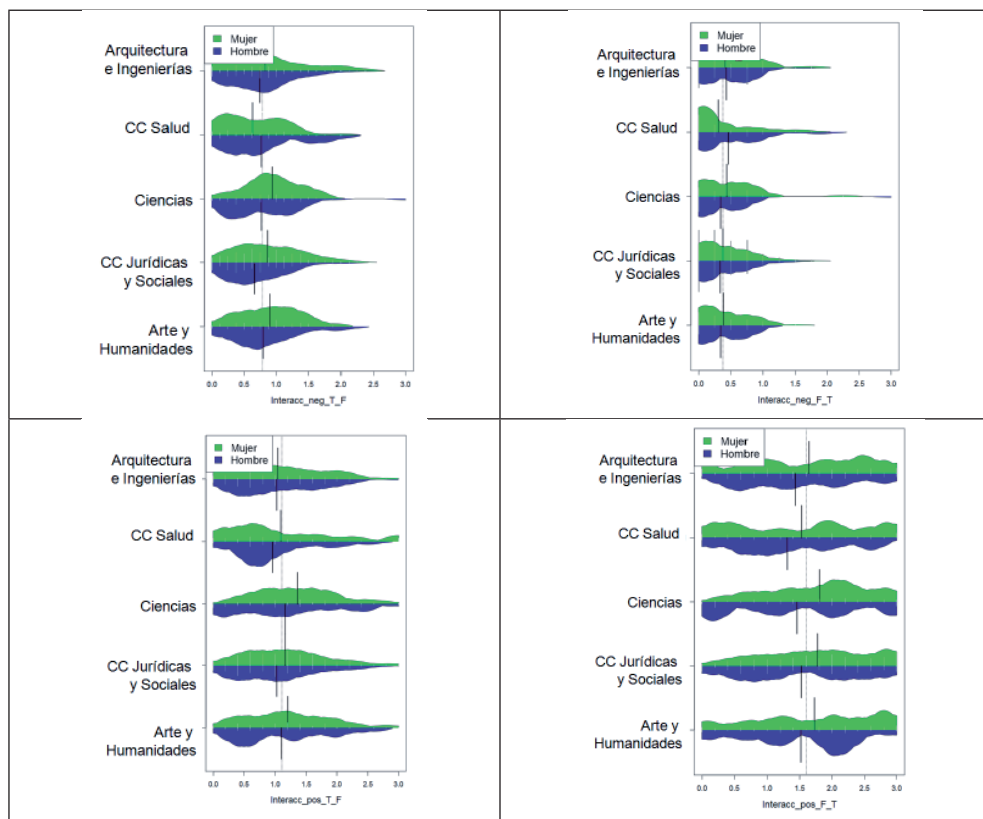 Mujer
Hombre
Arquitectura
e Ingenierías
CC Salud
Ciencias
CC Jurídicas
y Sociales
Arte y
Humanidades
0.0 0.5 1.0 1.5 2.0 2.5 3.0
Interacc_neg_T_F
Mujer
Hombre
Arquitectura
e Ingenierías
CC Salud
Ciencias
CC Jurídicas
y Sociales
Arte y
Humanidades
0.0 0.5 1.0 1.5 2.0 2.5 3.0
Interacc_neg_F_T
Mujer
Hombre
Arquitectura
e Ingenierías
CC Salud
Ciencias
CC Jurídicas
y Sociales
Arte y
Humanidades
0.0 0.5 1.0 1.5 2.0 2.5 3.0
Interacc_pos_T_F
Mujer
Hombre
Arquitectura
e Ingenierías
CC Salud
Ciencias
CC Jurídicas
y Sociales
Arte y
Humanidades
0.0 0.5 1.0 1.5 2.0 2.5 3.0
Interacc_pos_F_T